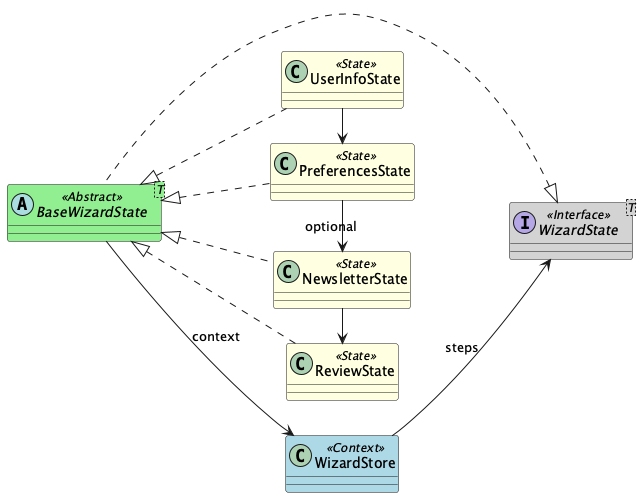 «State»
C UserInfoState
«State»
C PreferencesState
T
«Abstract»
A BaseWizardState
T
«Interface»
I WizardState
optional
«State»
C NewsletterState
context
steps
«State»
C ReviewState
«Context»
C WizardStore